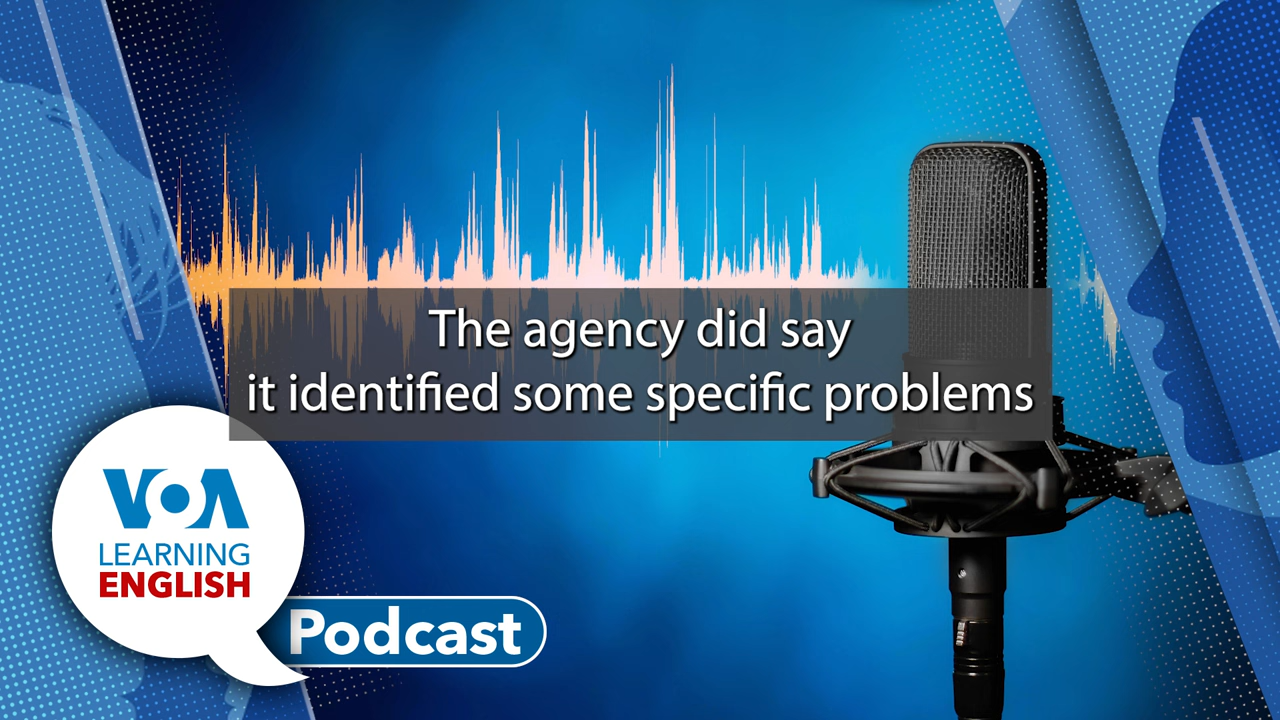 The agency did say
it identified some specific problems
VOA
LEARNING
ENGLISH
Podcast